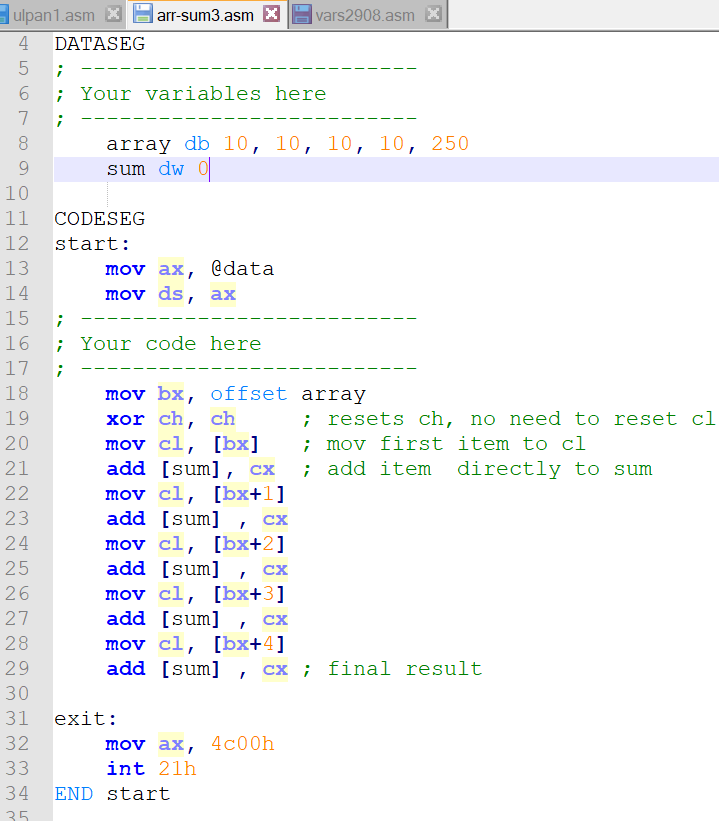 ulpan1.asm arr-sum3.asm vars2908.asm
4 DATASEG
5 ; --------------------------
6 ; Your variables here
7 ; --------------------------
8     array db 10, 10, 10, 10, 250
9     sum dw 0
10
11 CODESEG
12 start:
13     mov ax, @data
14     mov ds, ax
15 ; --------------------------
16 ; Your code here
17 ; --------------------------
18     mov bx, offset array
19     xor ch, ch     ; resets ch, no need to reset cl
20     mov cl, [bx]   ; mov first item to cl
21     add [sum], cx  ; add item  directly to sum
22     mov cl, [bx+1]
23     add [sum] , cx
24     mov cl, [bx+2]
25     add [sum] , cx
26     mov cl, [bx+3]
27     add [sum] , cx
28     mov cl, [bx+4]
29     add [sum] , cx ; final result
30
31 exit:
32     mov ax, 4c00h
33     int 21h
34 END start
35